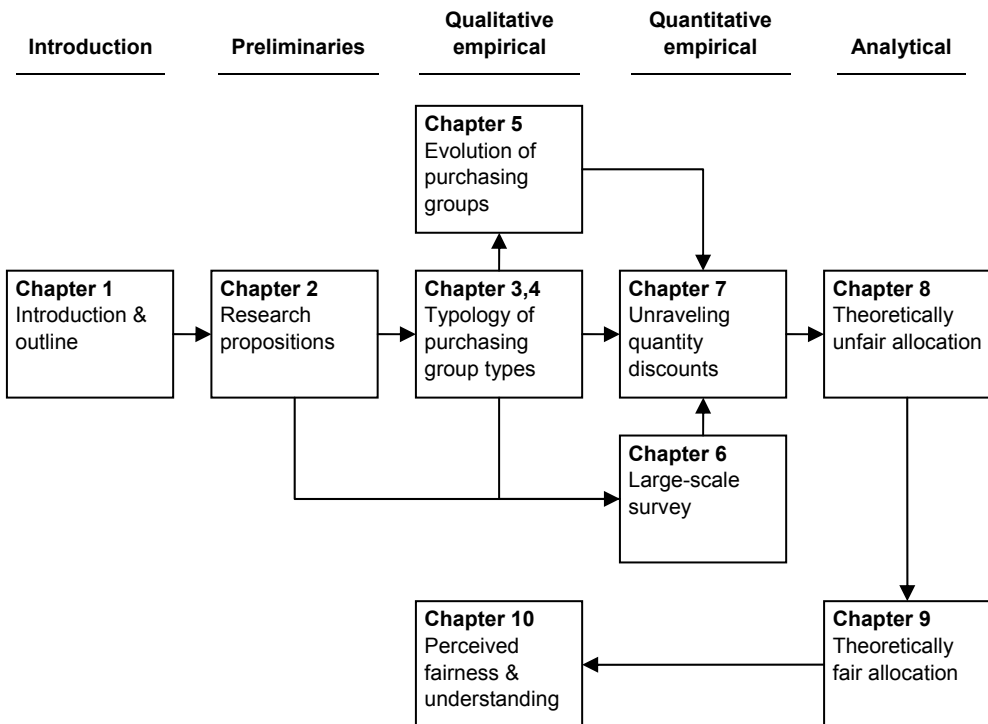 Introduction
Preliminaries
Qualitative
empirical
Quantitative
empirical
Analytical
Chapter 5
Evolution of
purchasing
groups
Chapter 1
Introduction &
outline
Chapter 2
Research
propositions
Chapter 3,4
Typology of
purchasing
group types
Chapter 7
Unraveling
quantity
discounts
Chapter 8
Theoretically
unfair allocation
Chapter 6
Large-scale
survey
Chapter 10
Perceived
fairness &
understanding
Chapter 9
Theoretically
fair allocation